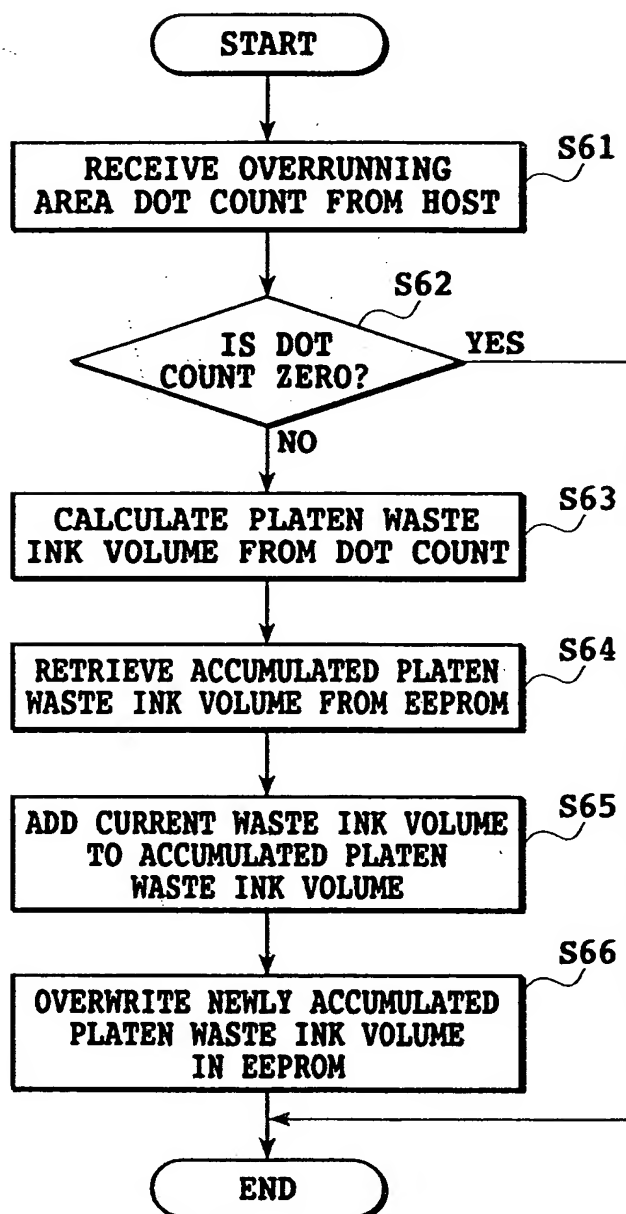 START
RECEIVE OVERRUNNING
AREA DOT COUNT FROM HOST
S61
S62
IS DOT
COUNT ZERO?
YES
NO
CALCULATE PLATEN WASTE
INK VOLUME FROM DOT COUNT
S63
RETRIEVE ACCUMULATED PLATEN
WASTE INK VOLUME FROM EEPROM
S64
ADD CURRENT WASTE INK VOLUME
TO ACCUMULATED PLATEN
WASTE INK VOLUME
S65
OVERWRITE NEWLY ACCUMULATED
PLATEN WASTE INK VOLUME
IN EEPROM
S66
END